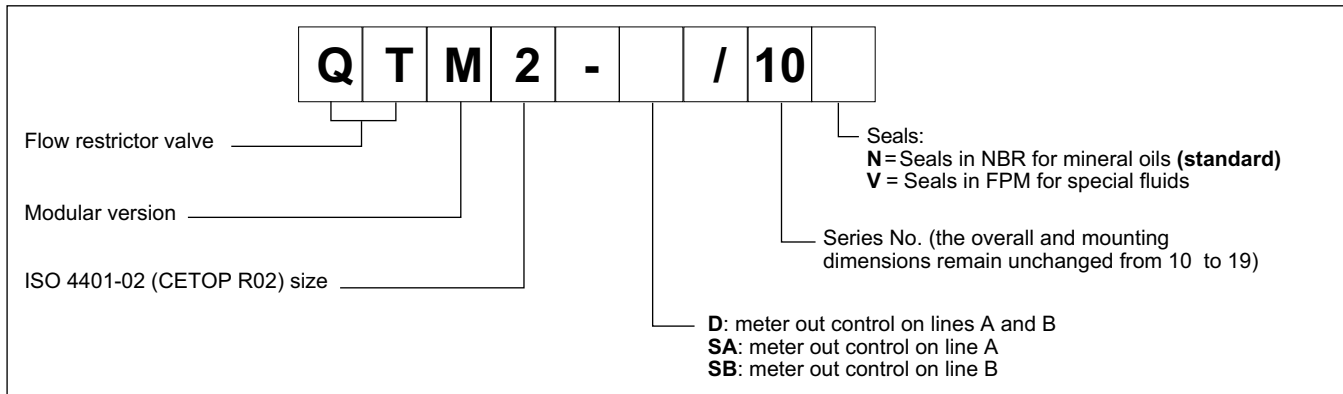 Q T M 2 - / 10
Flow restrictor valve
Modular version
ISO 4401-02 (CETOP R02) size
Seals:
N = Seals in NBR for mineral oils (standard)
V = Seals in FPM for special fluids
Series No. (the overall and mounting
dimensions remain unchanged from 10 to 19)
D: meter out control on lines A and B
SA: meter out control on line A
SB: meter out control on line B